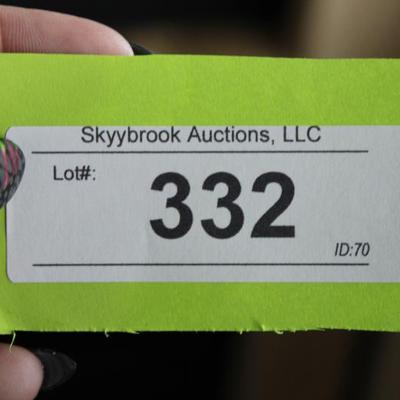 Skyybrook Auctions, LLC
Lot#:
332
ID:70